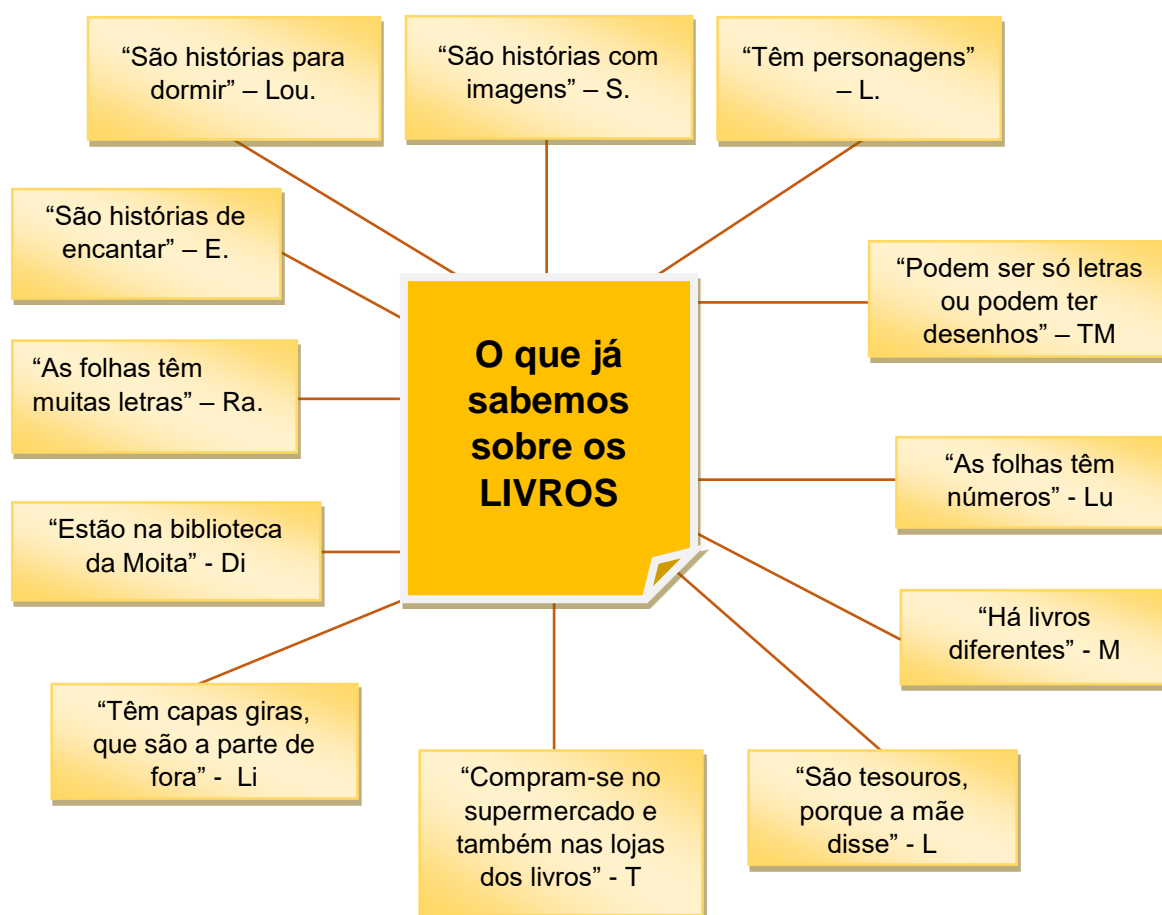 “São histórias para
dormir” – Lou.
“São histórias com
imagens” – S.
“Têm personagens”
– L.
“São histórias de
encantar” – E.
“Podem ser só letras
ou podem ter
desenhos” – TM
“As folhas têm
muitas letras” – Ra.
O que já
sabemos
sobre os
LIVROS
“As folhas têm
números” - Lu
“Estão na biblioteca
da Moita” - Di
“Há livros
diferentes” - M
“Têm capas giras,
que são a parte de
fora” - Li
“Compram-se no
supermercado e
também nas lojas
dos livros” - T
“São tesouros,
porque a mãe
disse” - L